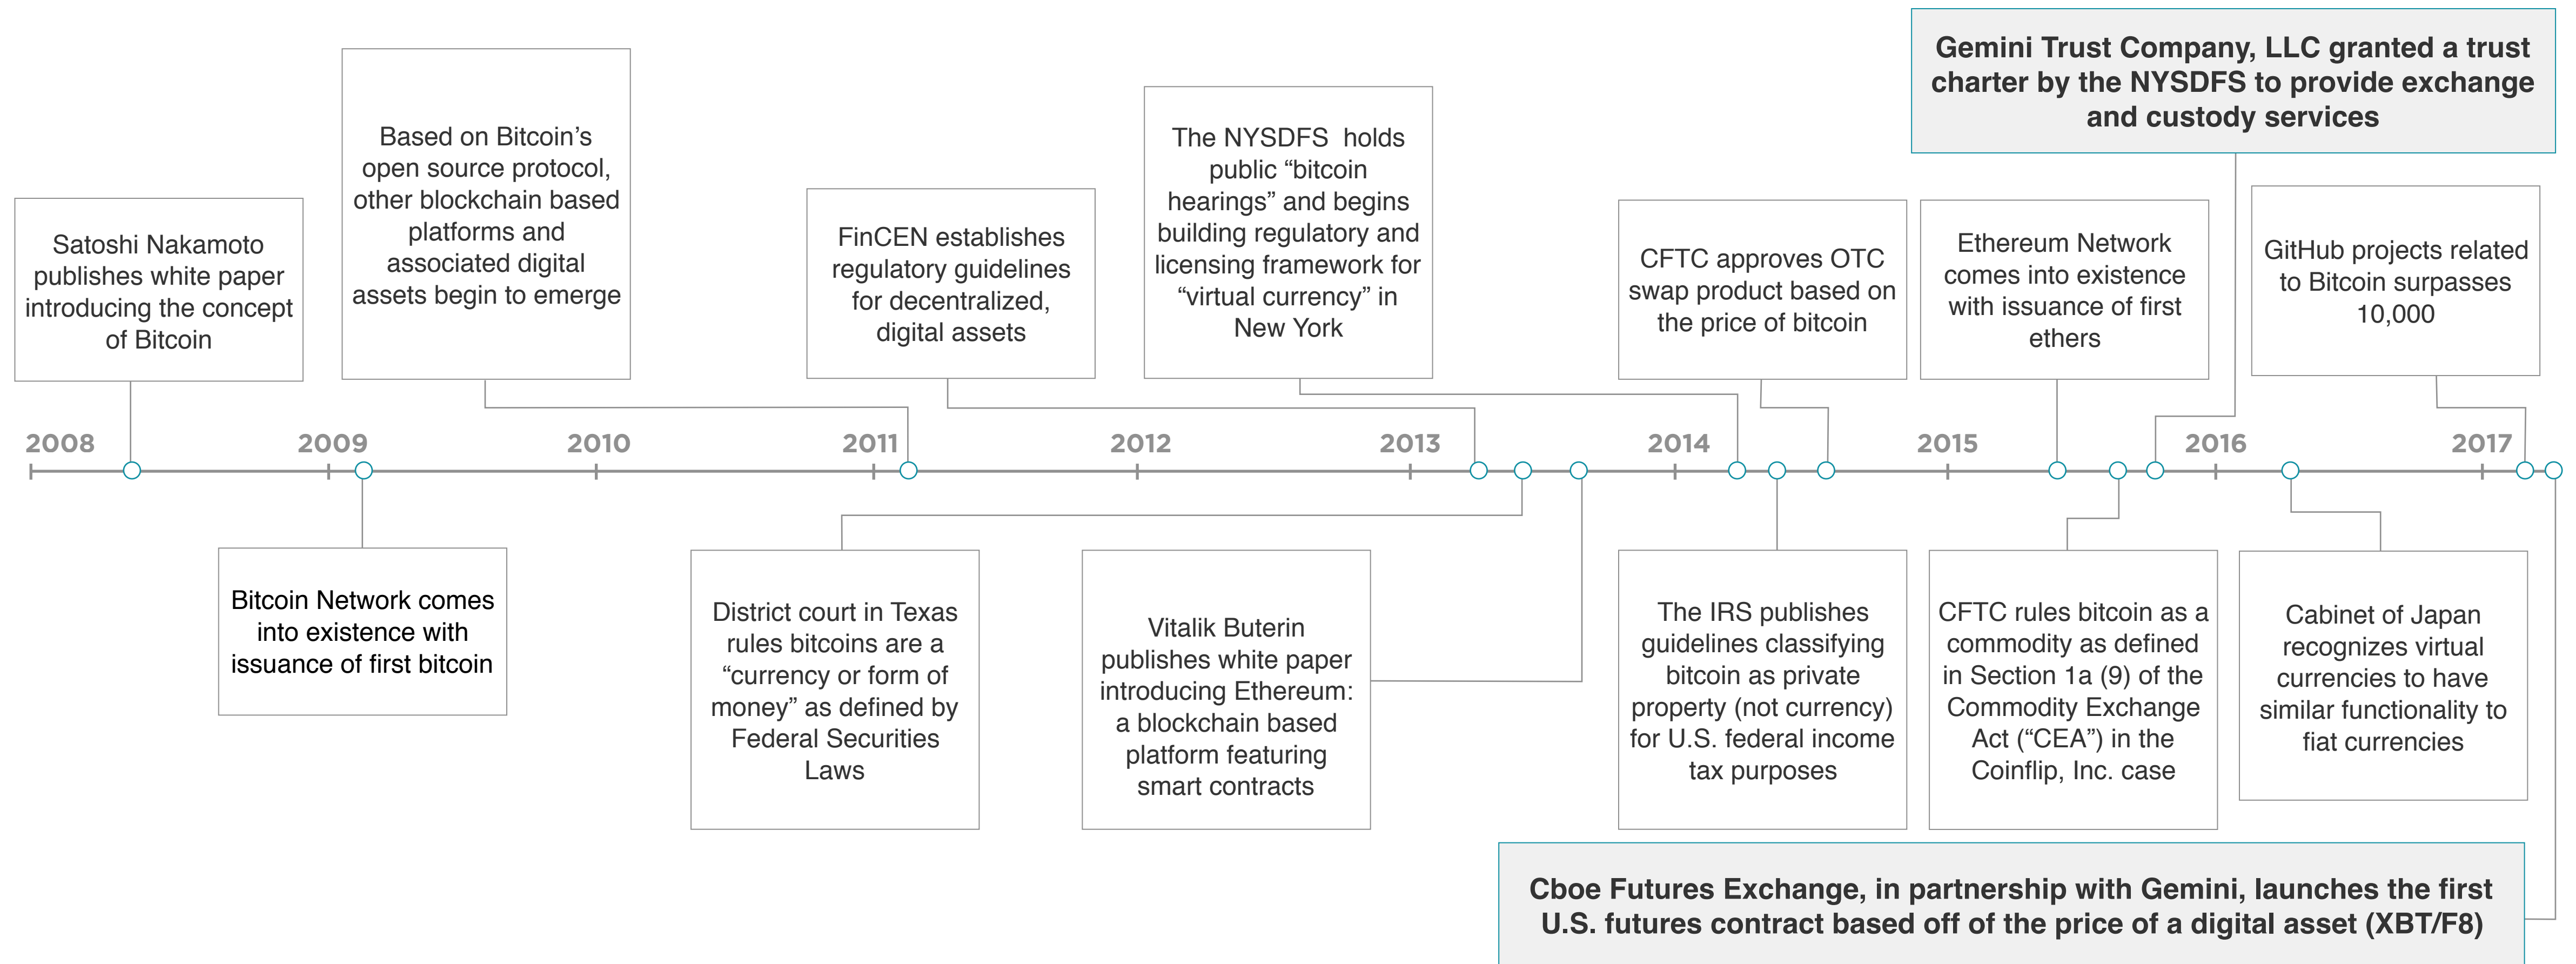 Gemini Trust Company, LLC granted a trust
charter by the NYSDFS to provide exchange
and custody services
Based on Bitcoin’s
open source protocol,
other blockchain based
platforms and
associated digital
assets begin to emerge
The NYSDFS  holds
public “bitcoin
hearings” and begins
building regulatory and
licensing framework for
“virtual currency” in
New York
Satoshi Nakamoto
publishes white paper
introducing the concept
of Bitcoin
FinCEN establishes
regulatory guidelines
for decentralized,
digital assets
CFTC approves OTC
swap product based on
the price of bitcoin
Ethereum Network
comes into existence
with issuance of first
ethers
GitHub projects related
to Bitcoin surpasses
10,000
2008 2009 2010 2011 2012 2013 2014 2015 2016 2017
Bitcoin Network comes
into existence with
issuance of first bitcoin
District court in Texas
rules bitcoins are a
“currency or form of
money” as defined by
Federal Securities
Laws
Vitalik Buterin
publishes white paper
introducing Ethereum:
a blockchain based
platform featuring
smart contracts
The IRS publishes
guidelines classifying
bitcoin as private
property (not currency)
for U.S. federal income
tax purposes
CFTC rules bitcoin as a
commodity as defined
in Section 1a (9) of the
Commodity Exchange
Act (“CEA”) in the
Coinflip, Inc. case
Cabinet of Japan
recognizes virtual
currencies to have
similar functionality to
fiat currencies
Cboe Futures Exchange, in partnership with Gemini, launches the first
U.S. futures contract based off of the price of a digital asset (XBT/F8)